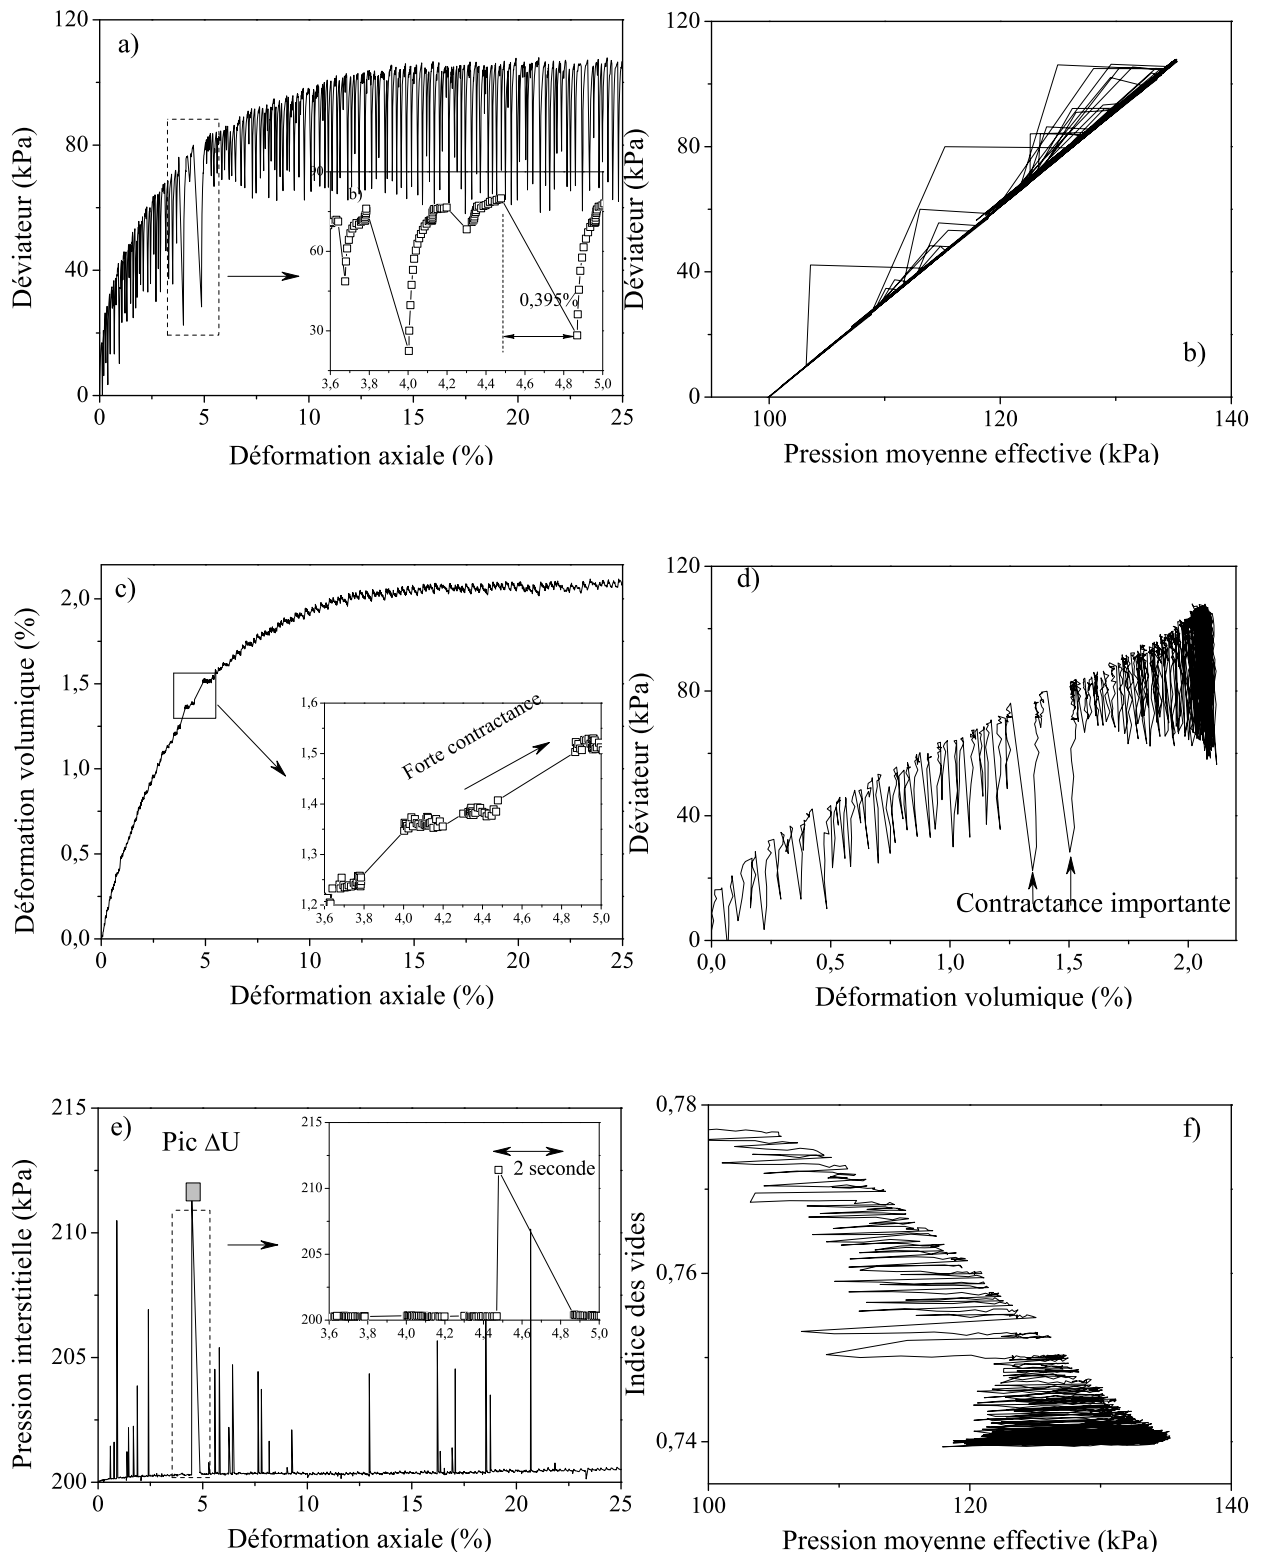 a)
120
80
40
0
Déviateur (kPa)
0 5 10 15 20 25
Déformation axiale (%)
b)
90
60
30
0,395%
3,6 3,8 4,0 4,2 4,4 4,6 4,8 5,0
120
80
40
0
Déviateur (kPa)
b)
100 120 140
Pression moyenne effective (kPa)
c)
2,0
1,5
1,0
0,5
0,0
Déformation volumique (%)
0 5 10 15 20 25
Déformation axiale (%)
1,6
1,5
1,4
1,3
1,2
Forte contractance
3,6 3,8 4,0 4,2 4,4 4,6 4,8 5,0
d)
120
80
40
0
Déviateur (kPa)
Contractance importante
0,0 0,5 1,0 1,5 2,0
Déformation volumique (%)
e)
Pic ΔU
215
210
205
200
Pression interstitielle (kPa)
0 5 10 15 20 25
Déformation axiale (%)
215
210
205
200
2 seconde
3,6 3,8 4,0 4,2 4,4 4,6 4,8 5,0
f)
0,78
0,76
0,74
Indice des vides
100 120 140
Pression moyenne effective (kPa)